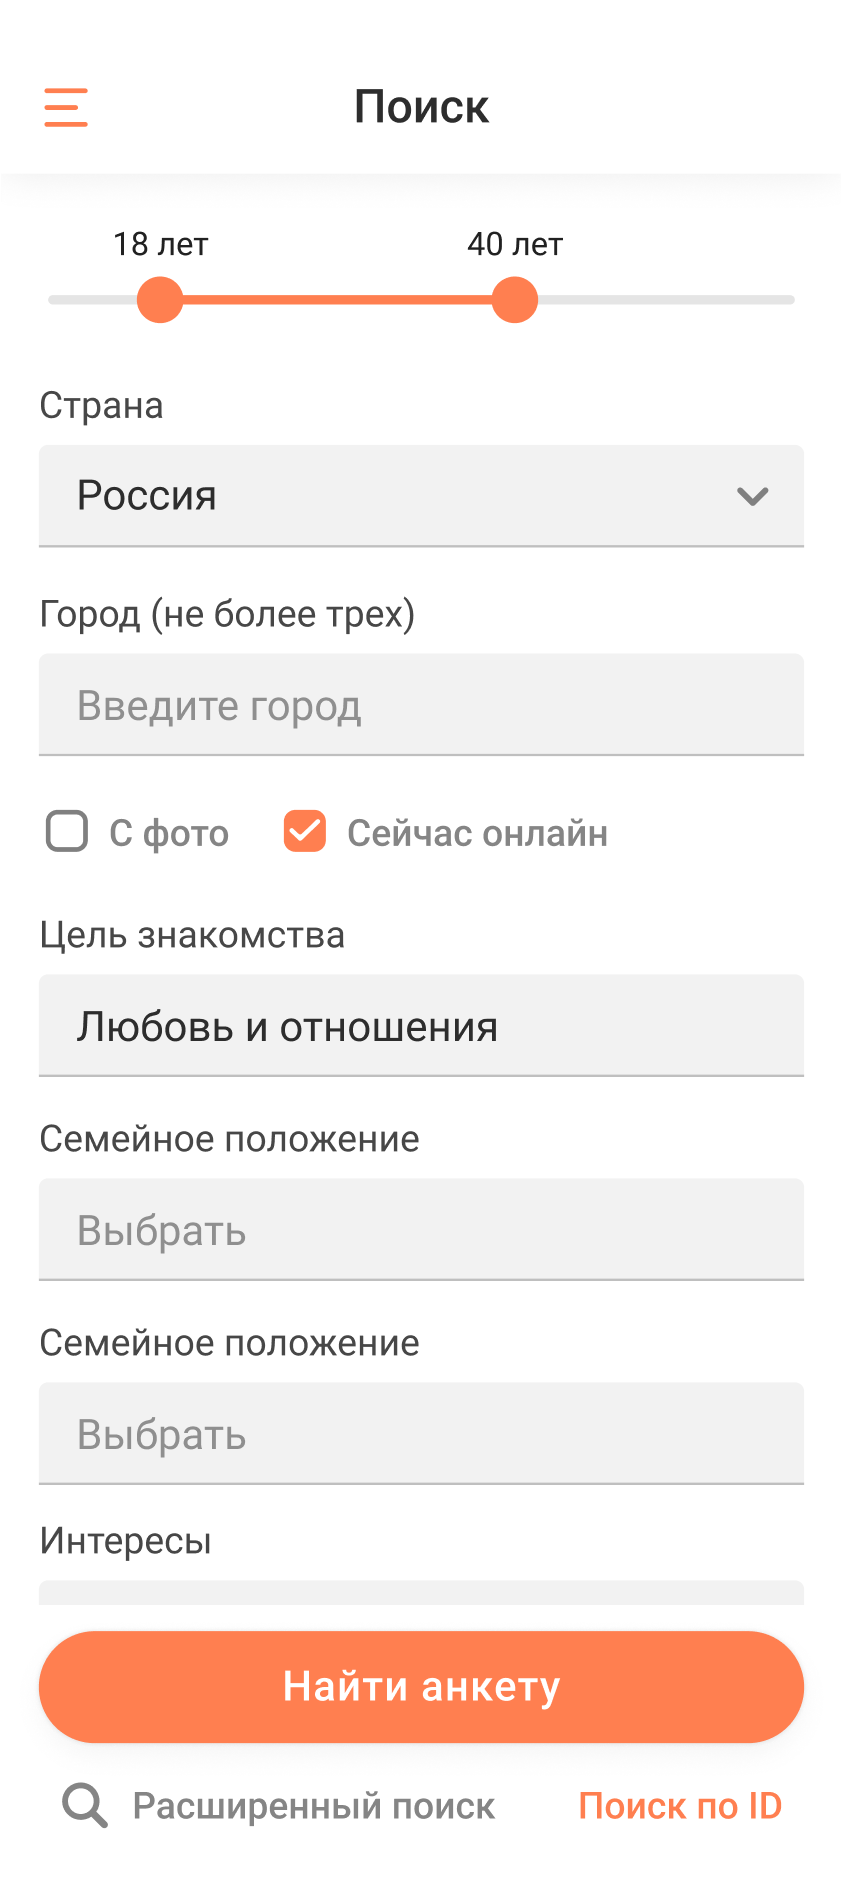 Поиск
18 лет 40 лет
Страна
Россия
Город (не более трех)
Введите город
С фото Сейчас онлайн
Цель знакомства
Любовь и отношения
Семейное положение
Выбрать
Семейное положение
Выбрать
Интересы
Найти анкету
Расширенный поиск Поиск по ID